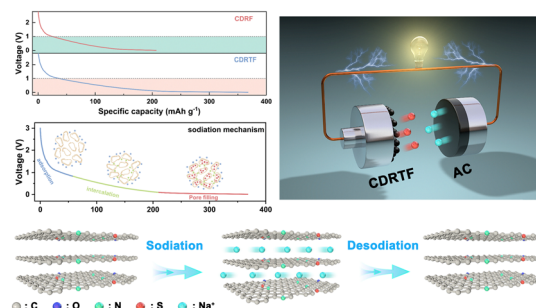 CDRF
Voltage (V)
3
2
1
0
CDRTF
Voltage (V)
2
1
0
0 100 200 300 400
Specific capacity (mAh g⁻¹)
sodiation mechanism
Voltage (V)
3
2
1
0
adsorption
intercalation
Pore filling
0 100 200 300 400
CDRTF
AC
Sodiation
Desodiation
: C : O : N : S : Na⁺